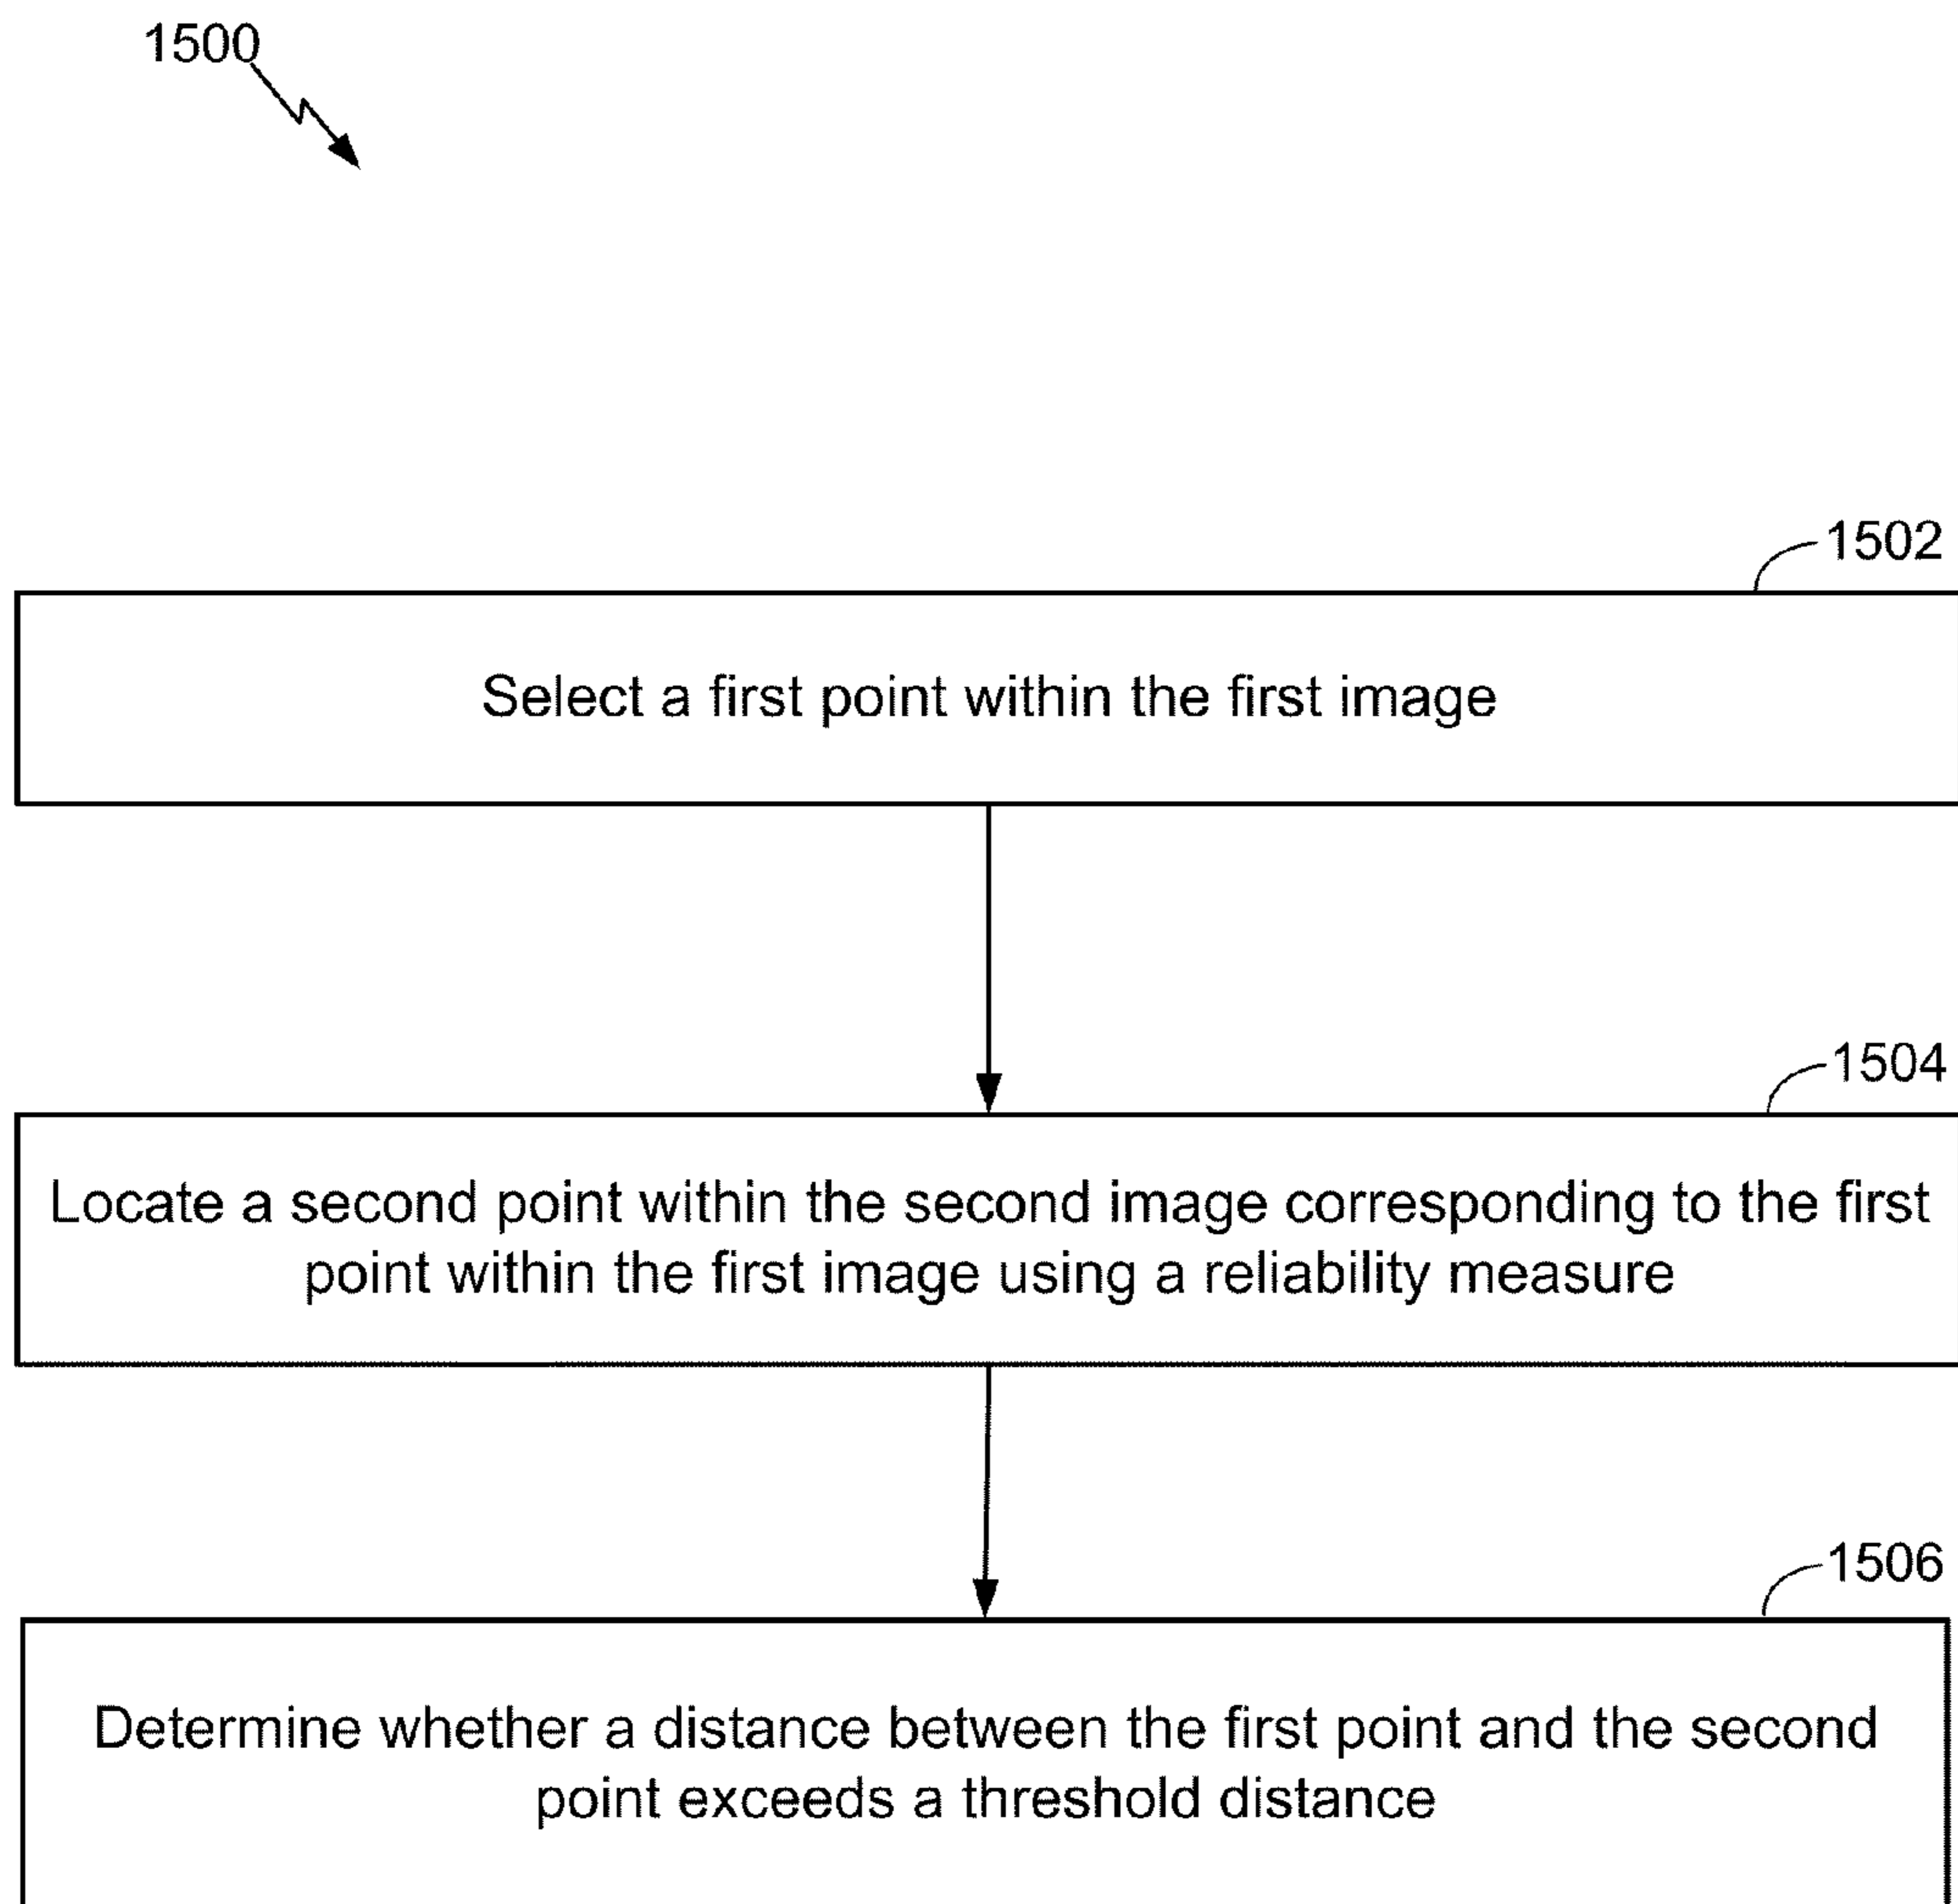 1500
1502
Select a first point within the first image
1504
Locate a second point within the second image corresponding to the first
point within the first image using a reliability measure
1506
Determine whether a distance between the first point and the second
point exceeds a threshold distance